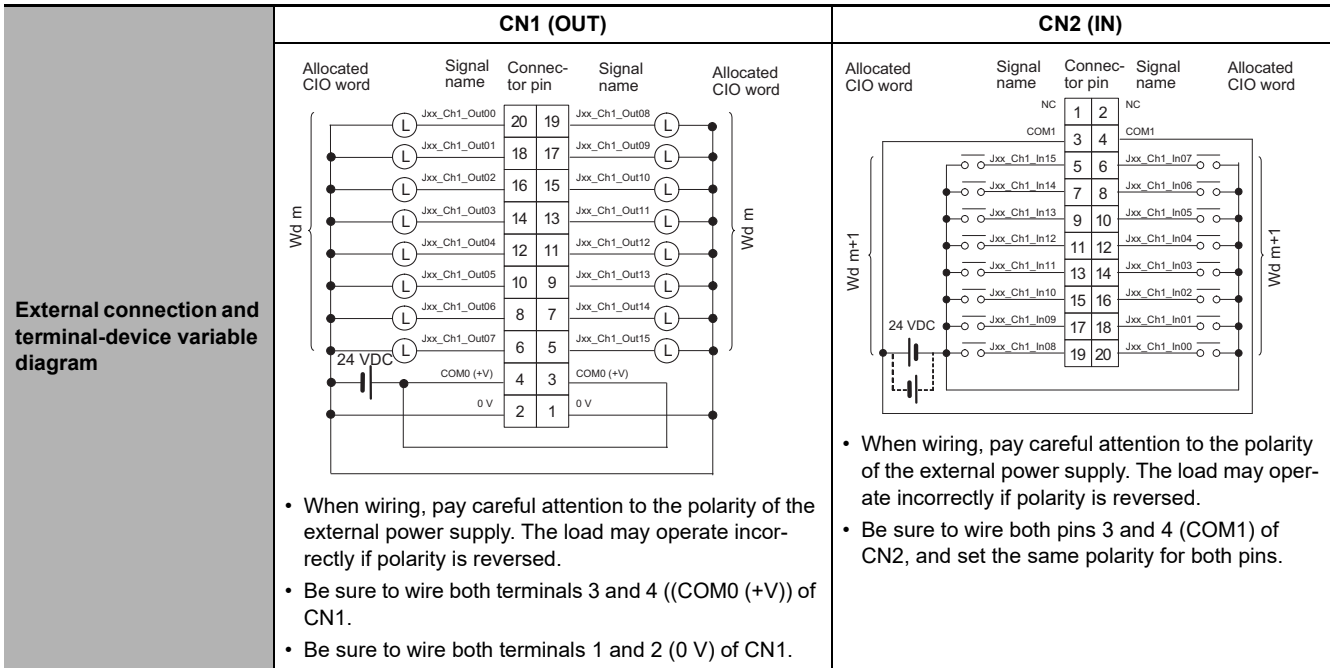 External connection and
terminal-device variable
diagram
CN1 (OUT)
Allocated
CIO word
Signal
name
Connec-
tor pin
Signal
name
Allocated
CIO word
Wd m
Jxx_Ch1_Out00 20 19 Jxx_Ch1_Out08
L L
Jxx_Ch1_Out01 18 17 Jxx_Ch1_Out09
L L
Jxx_Ch1_Out02 16 15 Jxx_Ch1_Out10
L L
Jxx_Ch1_Out03 14 13 Jxx_Ch1_Out11
L L
Jxx_Ch1_Out04 12 11 Jxx_Ch1_Out12
L L
Jxx_Ch1_Out05 10 9 Jxx_Ch1_Out13
L L
Jxx_Ch1_Out06 8 7 Jxx_Ch1_Out14
L L
Jxx_Ch1_Out07 6 5 Jxx_Ch1_Out15
L L
Wd m
24 VDC
COM0 (+V) 4 3 COM0 (+V)
0 V 2 1 0 V
• When wiring, pay careful attention to the polarity of the
external power supply. The load may operate incor-
rectly if polarity is reversed.
• Be sure to wire both terminals 3 and 4 ((COM0 (+V)) of
CN1.
• Be sure to wire both terminals 1 and 2 (0 V) of CN1.
CN2 (IN)
Allocated
CIO word
Signal
name
Connec-
tor pin
Signal
name
Allocated
CIO word
NC 1 2 NC
COM1 3 4 COM1
Wd m+1
Jxx_Ch1_In15 5 6 Jxx_Ch1_In07
Jxx_Ch1_In14 7 8 Jxx_Ch1_In06
Jxx_Ch1_In13 9 10 Jxx_Ch1_In05
Jxx_Ch1_In12 11 12 Jxx_Ch1_In04
Jxx_Ch1_In11 13 14 Jxx_Ch1_In03
Jxx_Ch1_In10 15 16 Jxx_Ch1_In02
Jxx_Ch1_In09 17 18 Jxx_Ch1_In01
Jxx_Ch1_In08 19 20 Jxx_Ch1_In00
Wd m+1
24 VDC
• When wiring, pay careful attention to the polarity
of the external power supply. The load may oper-
ate incorrectly if polarity is reversed.
• Be sure to wire both pins 3 and 4 (COM1) of
CN2, and set the same polarity for both pins.